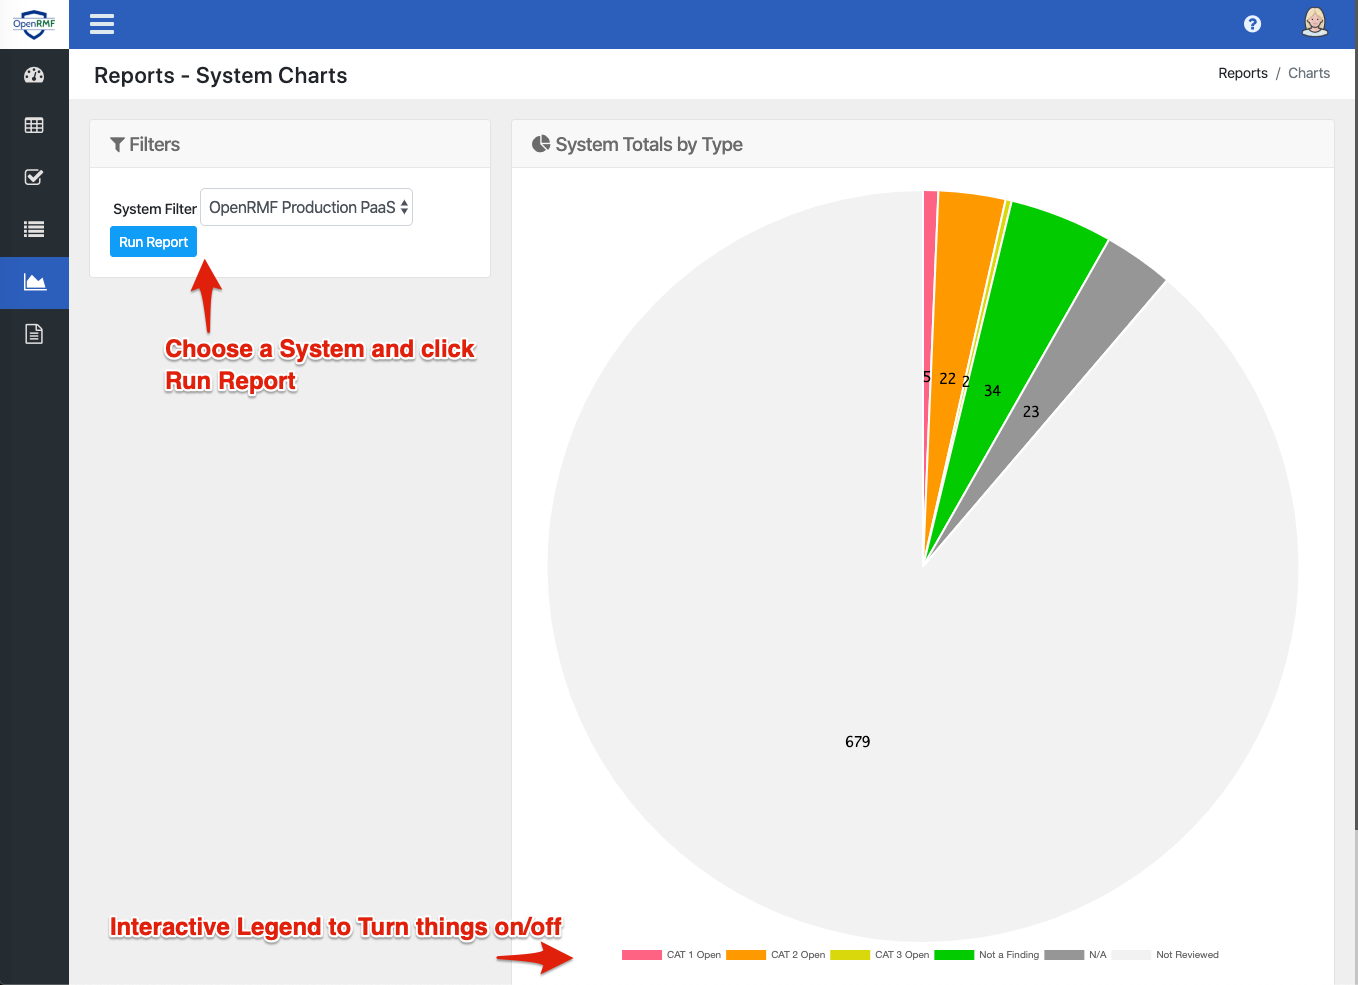 OpenRMF
Reports - System Charts
Reports / Charts
Filters
System Filter OpenRMF Production PaaS
Run Report
Choose a System and click
Run Report
System Totals by Type
5 22 2 34 23
679
Interactive Legend to Turn things on/off
CAT 1 Open CAT 2 Open CAT 3 Open Not a Finding N/A Not Reviewed